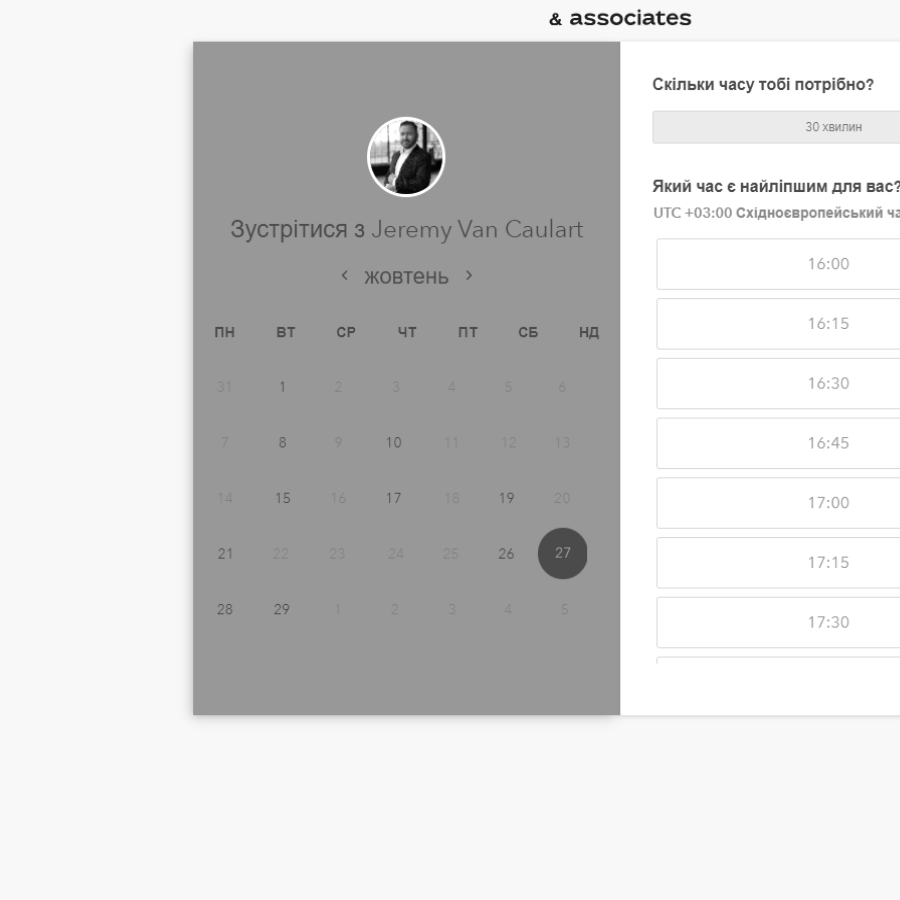 & associates
Зустрітися з Jeremy Van Caulart
‹ жовтень ›
ПН ВТ СР ЧТ ПТ СБ НД
31 1 2 3 4 5 6
7 8 9 10 11 12 13
14 15 16 17 18 19 20
21 22 23 24 25 26 27
28 29 1 2 3 4 5
Скільки часу тобі потрібно?
30 хвилин
Який час є найліпшим для вас?
UTC +03:00 Східноєвропейський ча
16:00
16:15
16:30
16:45
17:00
17:15
17:30